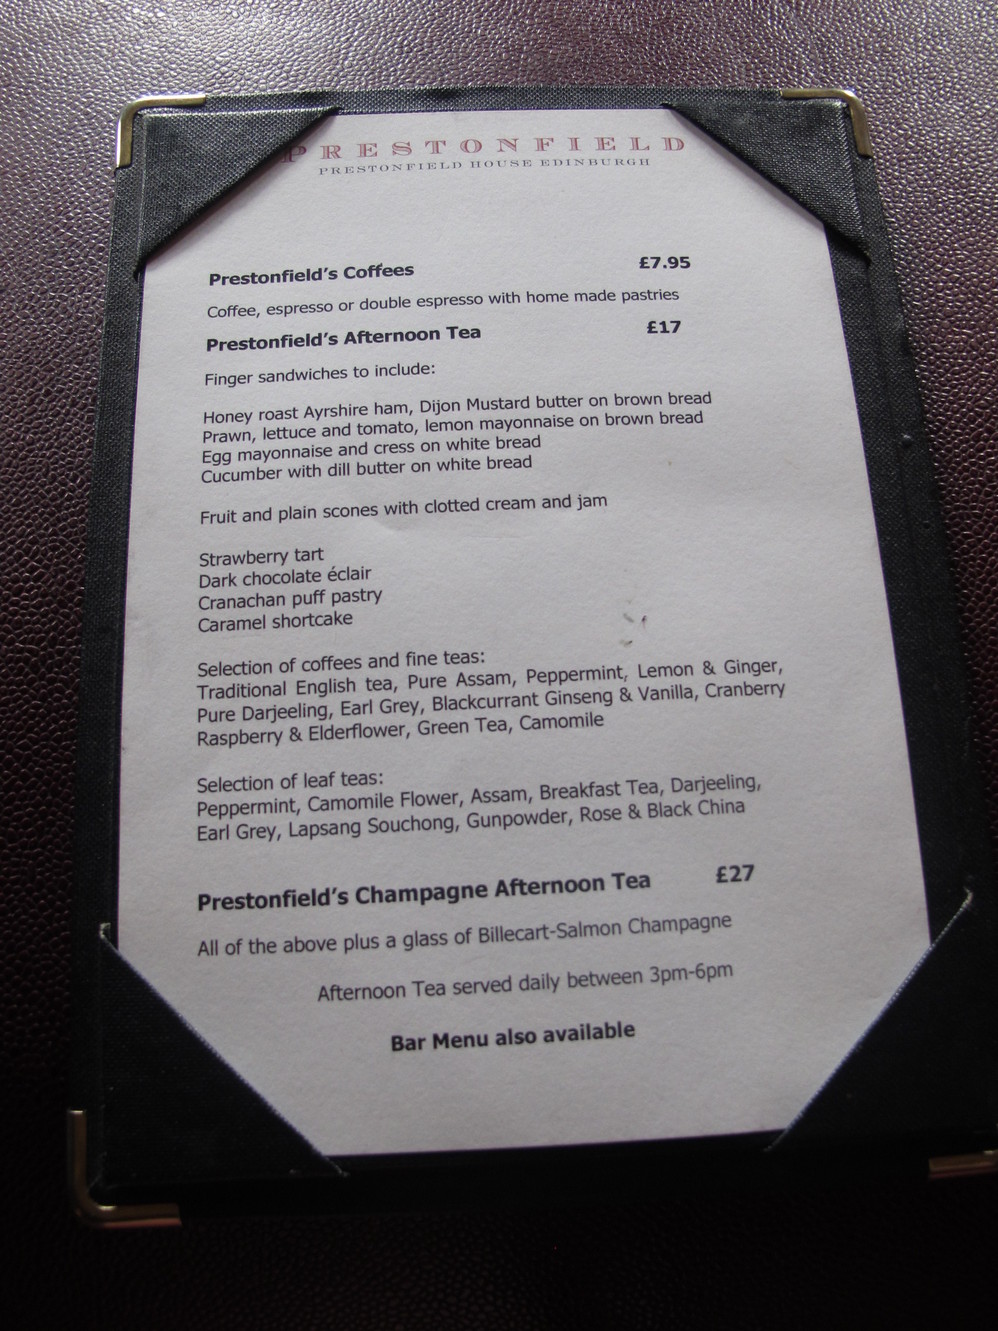 PRESTONFIELD
PRESTONFIELD HOUSE EDINBURGH
Prestonfield's Coffees £7.95
Coffee, espresso or double espresso with home made pastries
Prestonfield's Afternoon Tea £17
Finger sandwiches to include:
Honey roast Ayrshire ham, Dijon Mustard butter on brown bread
Prawn, lettuce and tomato, lemon mayonnaise on brown bread
Egg mayonnaise and cress on white bread
Cucumber with dill butter on white bread
Fruit and plain scones with clotted cream and jam
Strawberry tart
Dark chocolate éclair
Cranachan puff pastry
Caramel shortcake
Selection of coffees and fine teas:
Traditional English tea, Pure Assam, Peppermint, Lemon & Ginger,
Pure Darjeeling, Earl Grey, Blackcurrant Ginseng & Vanilla, Cranberry
Raspberry & Elderflower, Green Tea, Camomile
Selection of leaf teas:
Peppermint, Camomile Flower, Assam, Breakfast Tea, Darjeeling,
Earl Grey, Lapsang Souchong, Gunpowder, Rose & Black China
Prestonfield's Champagne Afternoon Tea £27
All of the above plus a glass of Billecart-Salmon Champagne
Afternoon Tea served daily between 3pm-6pm
Bar Menu also available